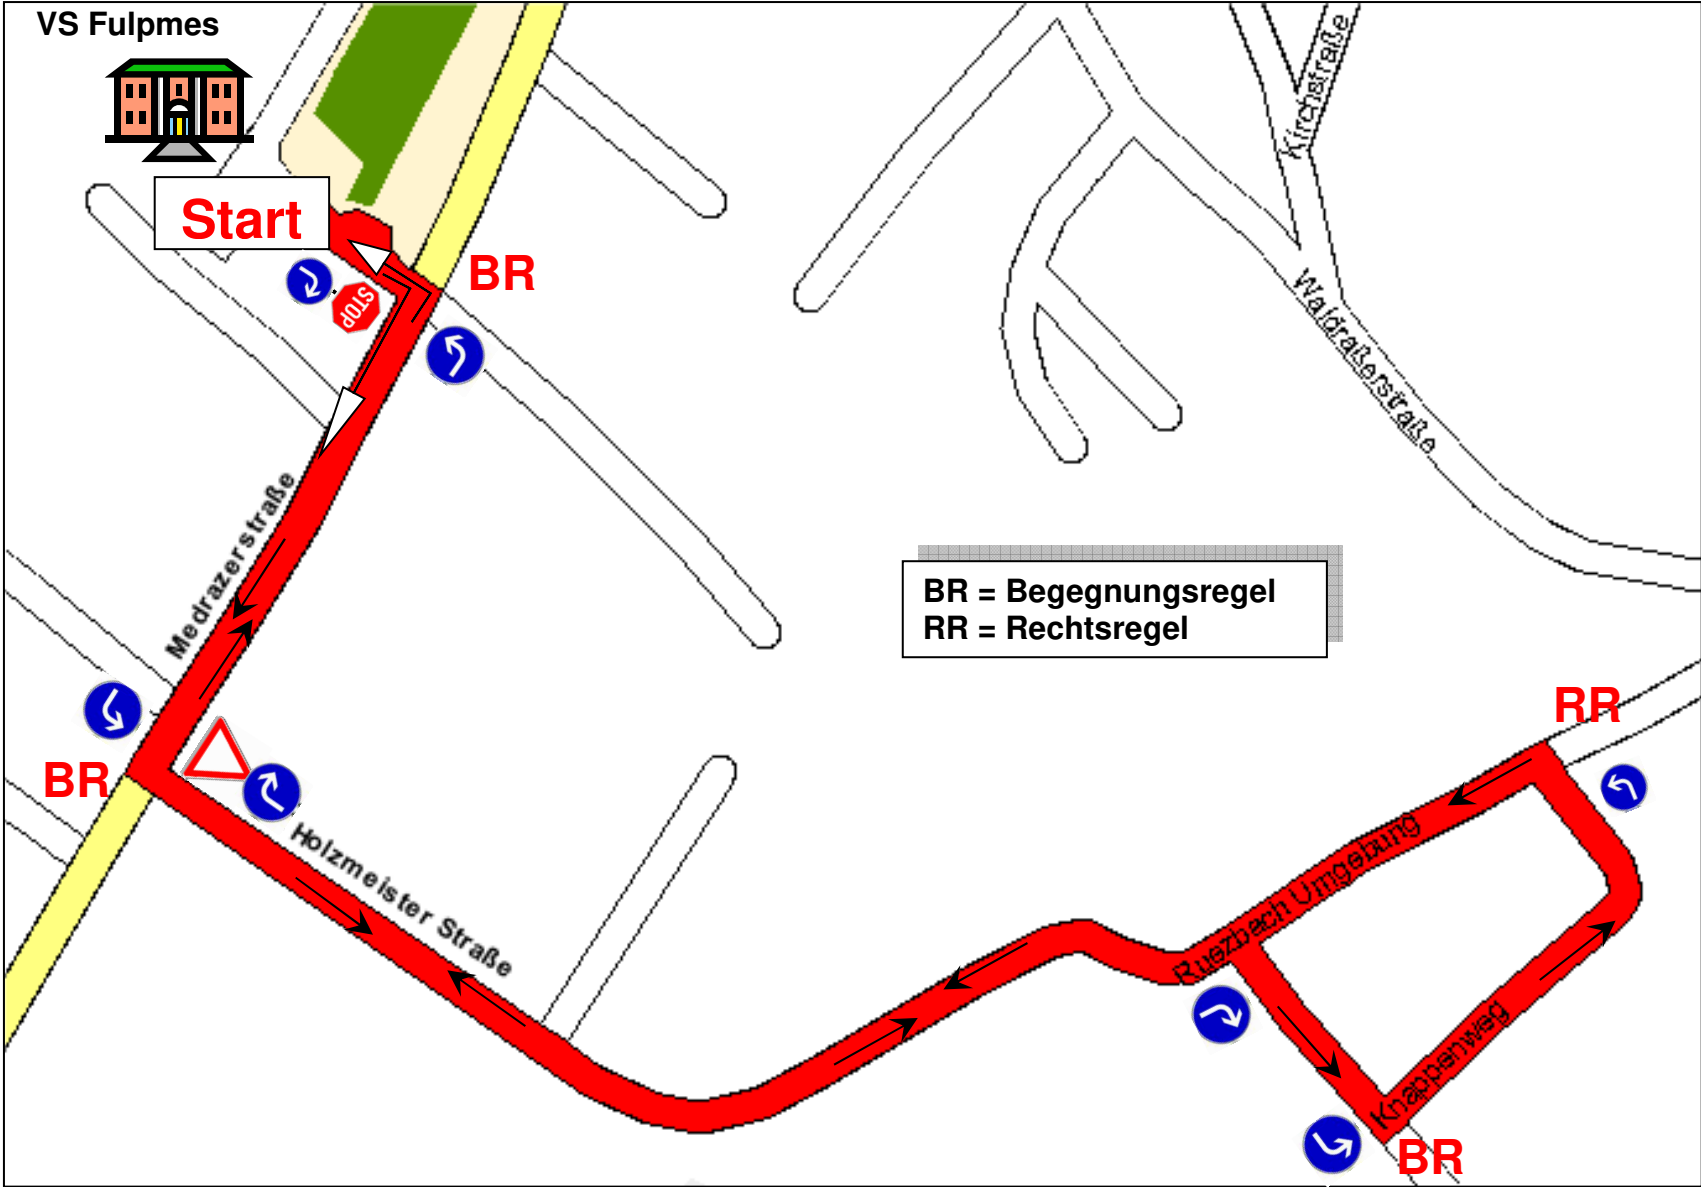 VS Fulpmes
Kirchstraße
Start
BR
STOP
Waldraßerstraße
Medrazerstraße
BR = Begegnungsregel
RR = Rechtsregel
RR
BR
Holzmeister Straße
Ruezbach Umgebung
Knappenweg
BR